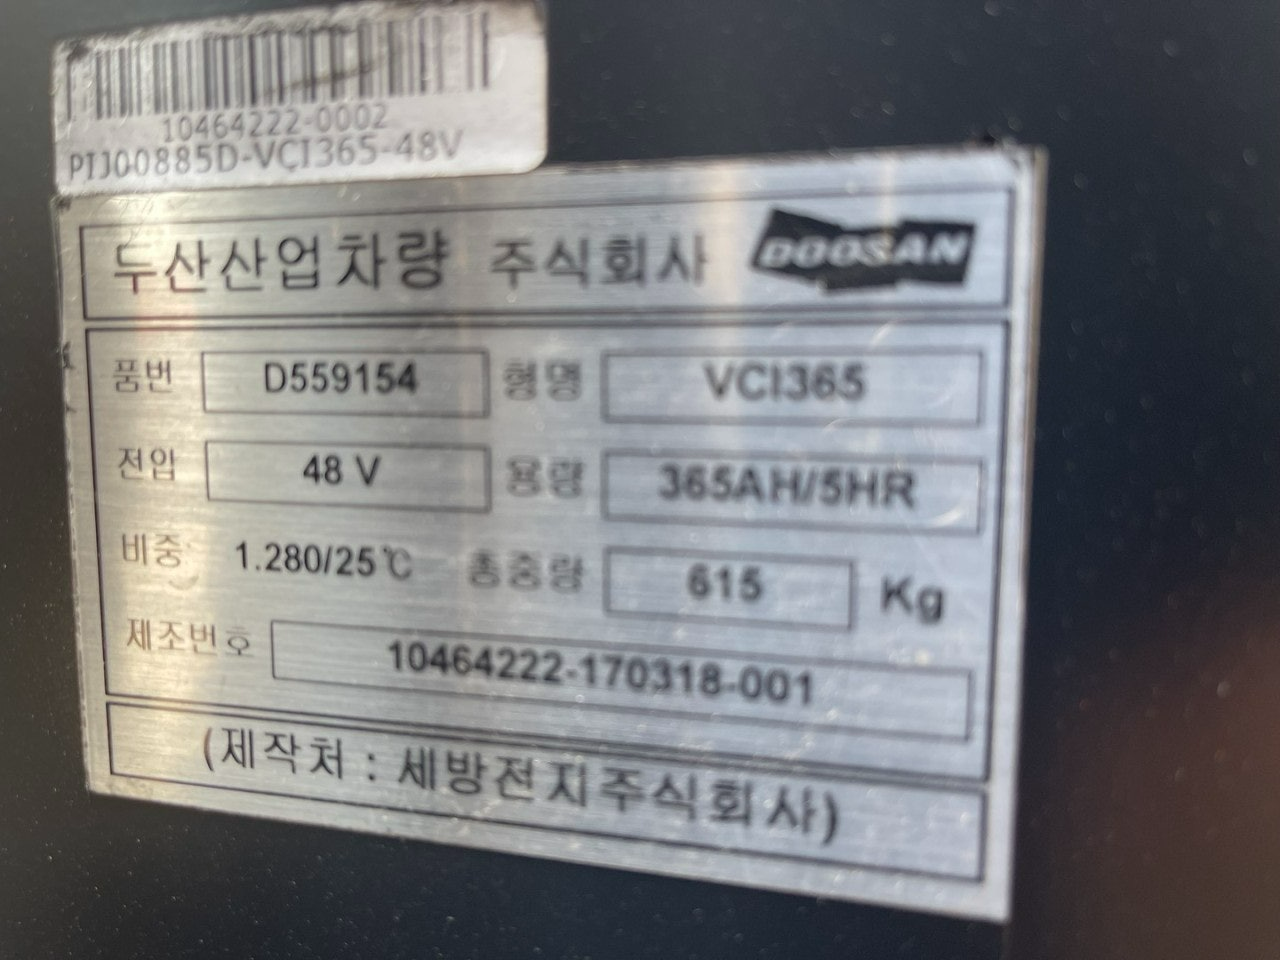 10464222-0002
PIJ00885D-VCI365-48V
두산산업차량 주식회사 DOOSAN
품번 D559154 형명 VCI365
전압 48 V 용량 365AH/5HR
비중 1.280/25℃ 총중량 615 Kg
제조번호 10464222-170318-001
(제작처 : 세방전지주식회사)